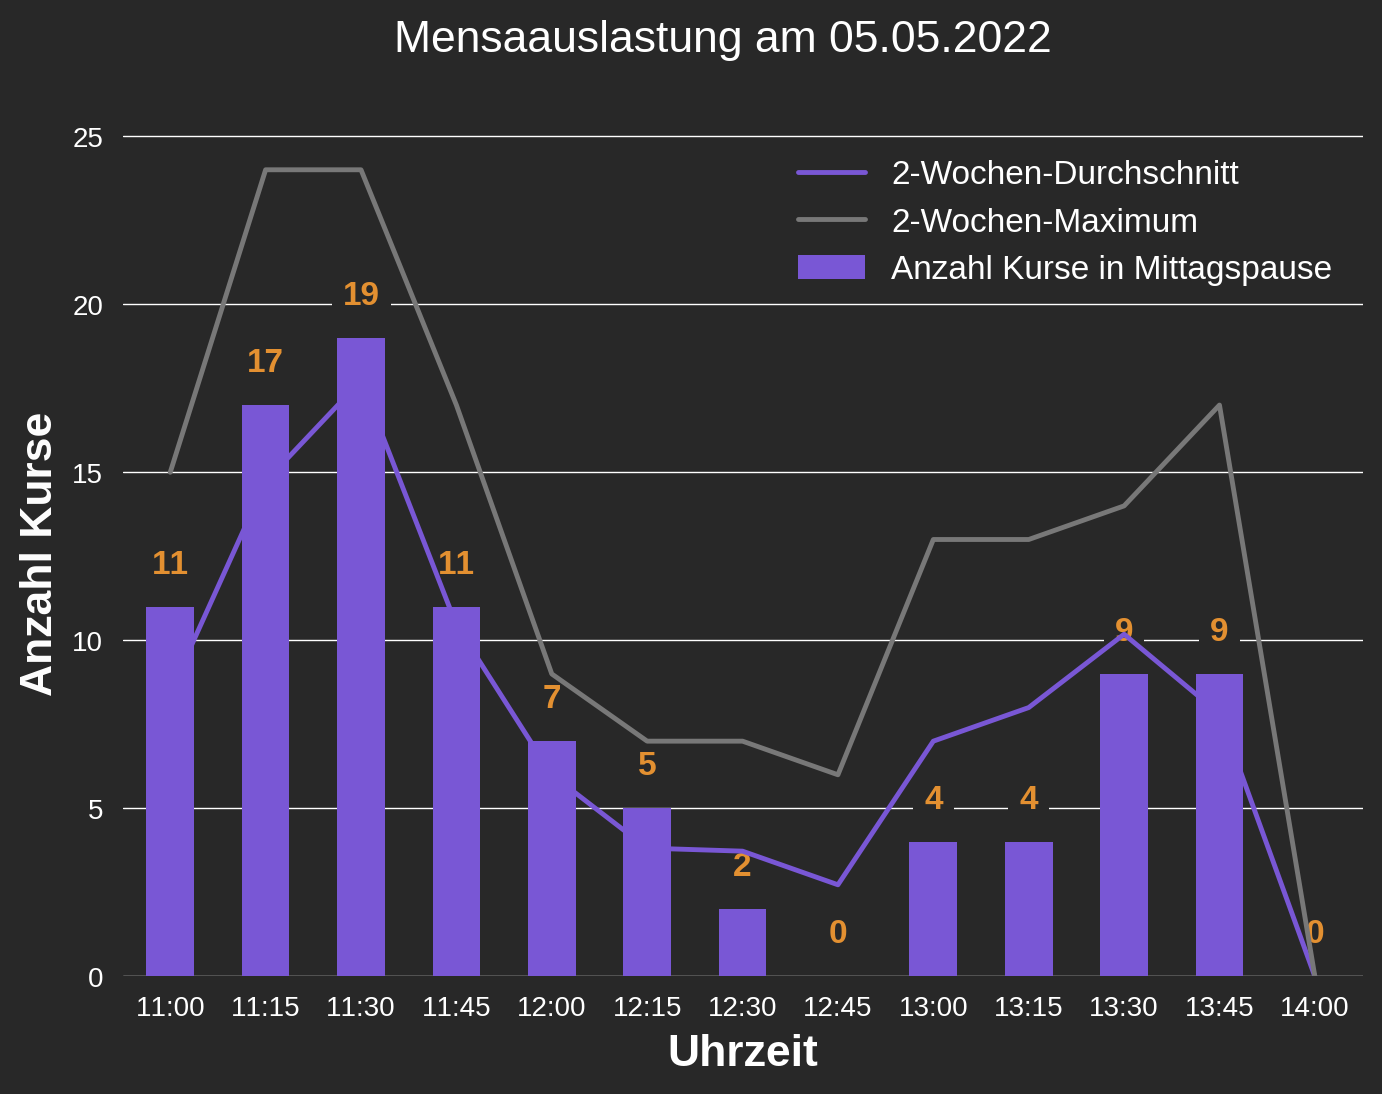 Mensaauslastung am 05.05.2022
25
20
15
10
5
0
Anzahl Kurse
2-Wochen-Durchschnitt
2-Wochen-Maximum
Anzahl Kurse in Mittagspause
11
17
19
11
7
5
2
0
4
4
9
9
0
11:00 11:15 11:30 11:45 12:00 12:15 12:30 12:45 13:00 13:15 13:30 13:45 14:00
Uhrzeit